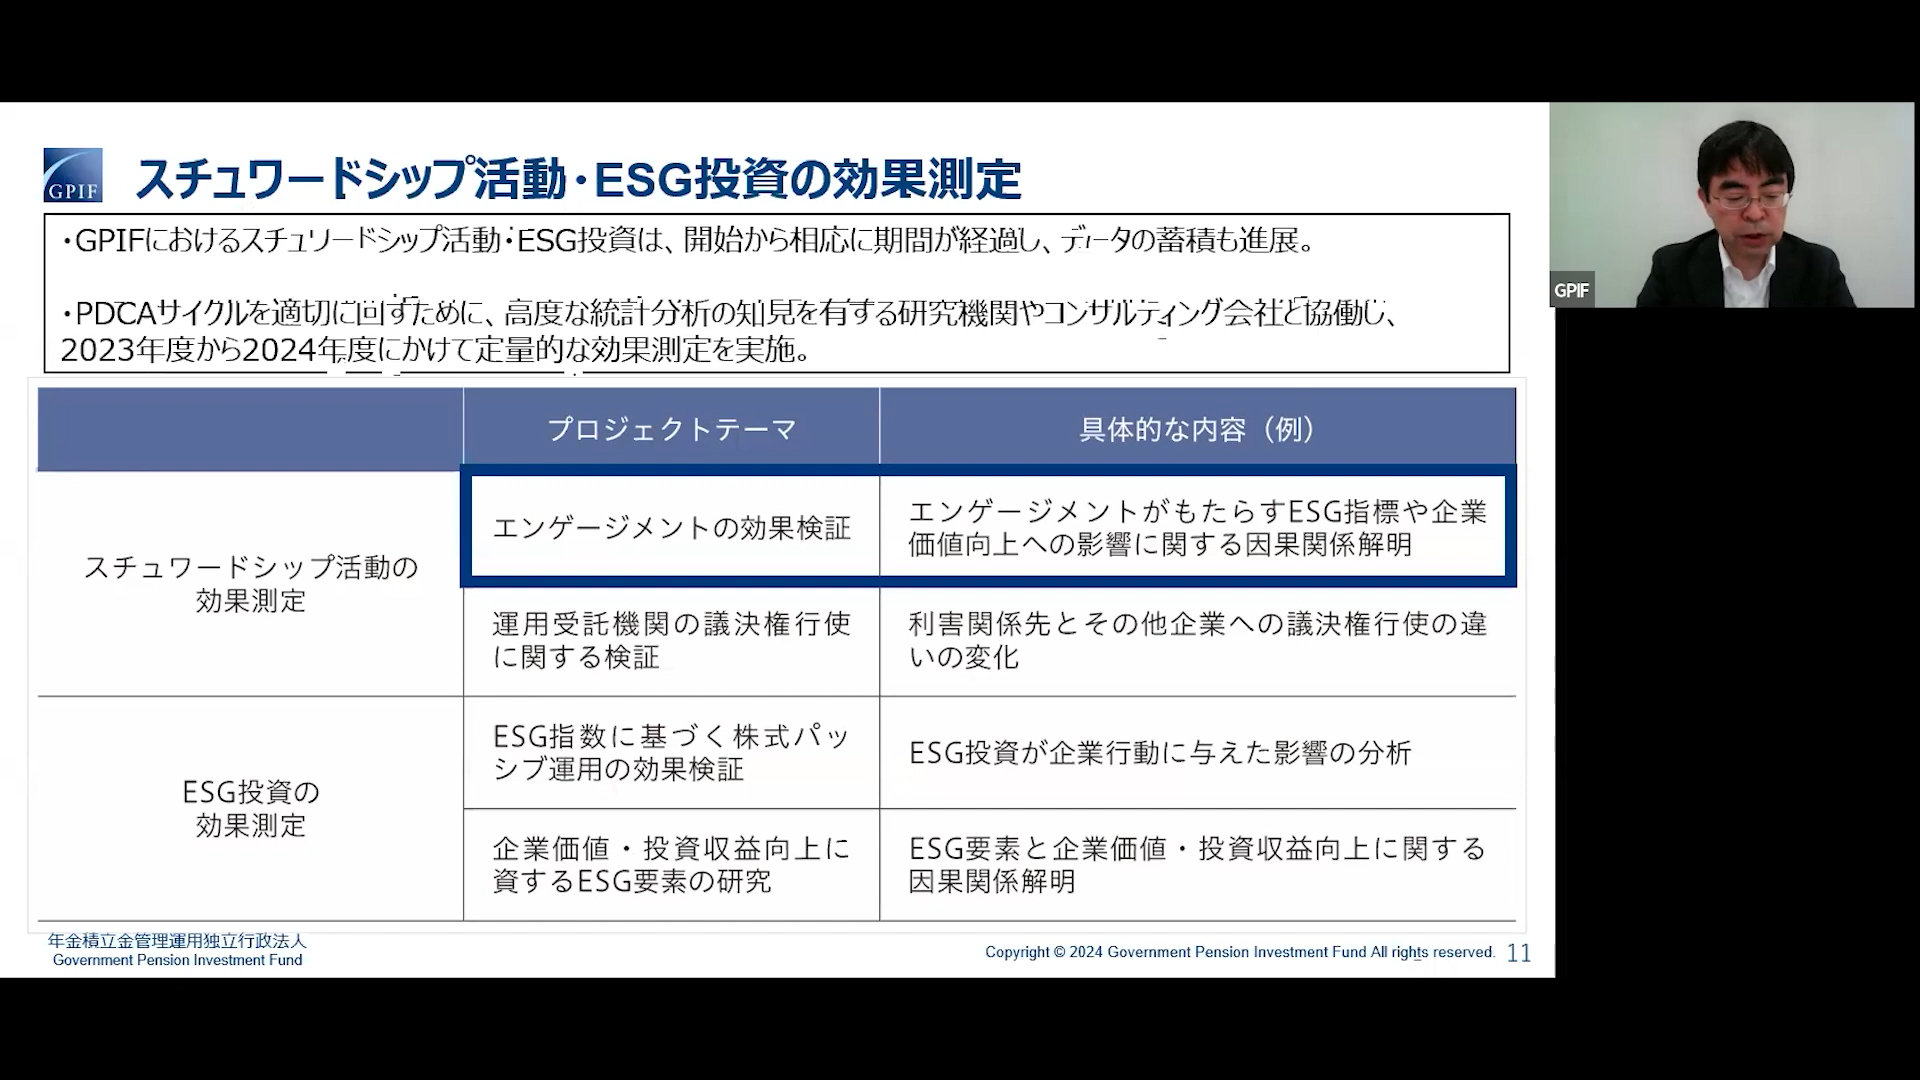 GPIF
スチュワードシップ活動・ESG投資の効果測定
・GPIFにおけるスチュワードシップ活動・ESG投資は、開始から相応に期間が経過し、データの蓄積も進展。
・PDCAサイクルを適切に回すために、高度な統計分析の知見を有する研究機関やコンサルティング会社と協働し、
2023年度から2024年度にかけて定量的な効果測定を実施。
プロジェクトテーマ
具体的な内容（例）
スチュワードシップ活動の
効果測定
エンゲージメントの効果検証
エンゲージメントがもたらすESG指標や企業
価値向上への影響に関する因果関係解明
運用受託機関の議決権行使
に関する検証
利害関係先とその他企業への議決権行使の違
いの変化
ESG投資の
効果測定
ESG指数に基づく株式パッ
シブ運用の効果検証
ESG投資が企業行動に与えた影響の分析
企業価値・投資収益向上に
資するESG要素の研究
ESG要素と企業価値・投資収益向上に関する
因果関係解明
年金積立金管理運用独立行政法人
Government Pension Investment Fund
Copyright © 2024 Government Pension Investment Fund All rights reserved.
11
GPIF